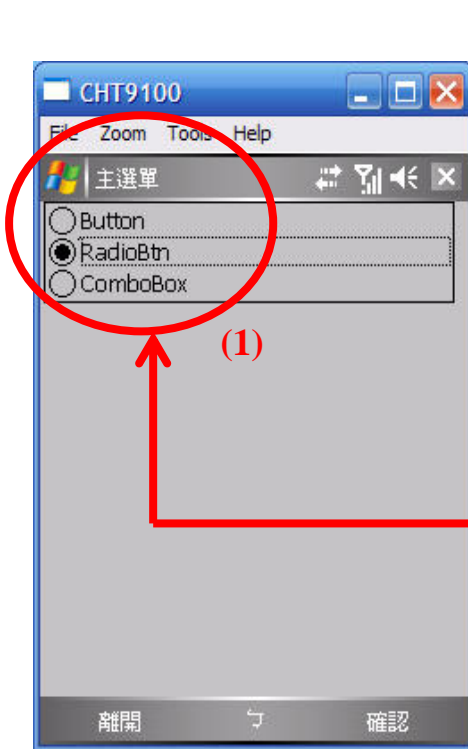 CHT9100
File Zoom Tools Help
主選單
Button
RadioBtn
ComboBox
(1)
離開 ㄅ 確認